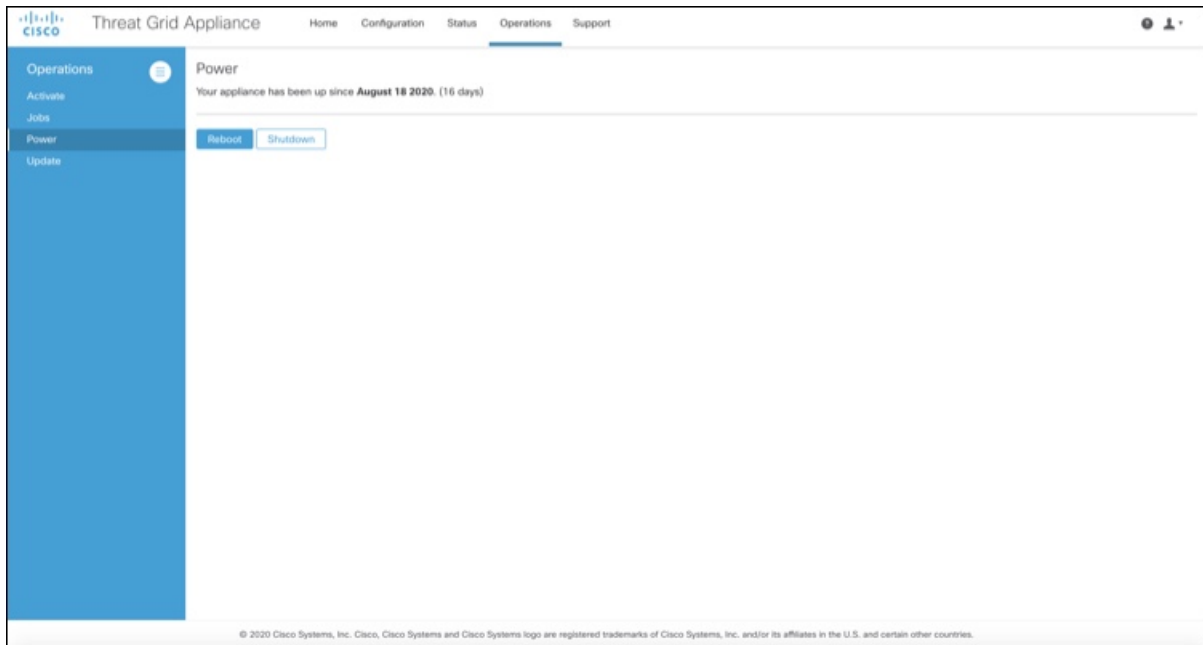 CISCO
Threat Grid Appliance Home Configuration Status Operations Support
Operations
Activate
Jobs
Power
Update
Power
Your appliance has been up since August 18 2020. (16 days)
Reboot Shutdown
© 2020 Cisco Systems, Inc. Cisco, Cisco Systems and Cisco Systems logo are registered trademarks of Cisco Systems, Inc. and/or its affiliates in the U.S. and certain other countries.